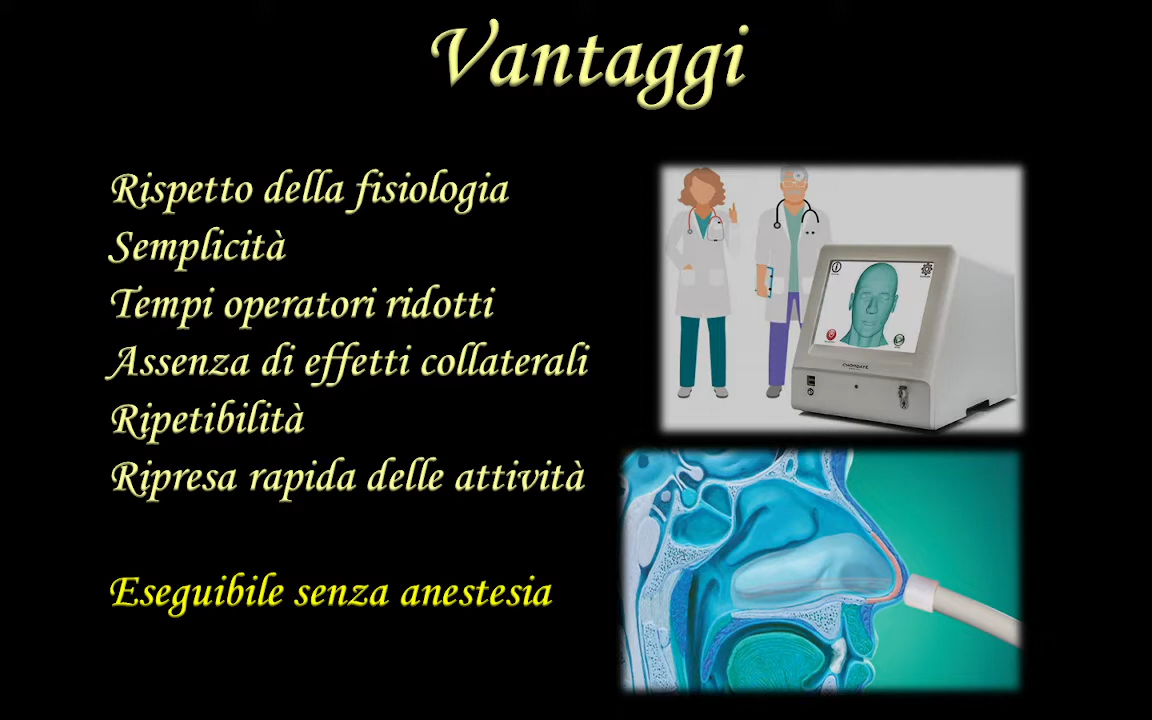 Vantaggi
Rispetto della fisiologia
Semplicità
Tempi operatori ridotti
Assenza di effetti collaterali
Ripetibilità
Ripresa rapida delle attività
Eseguibile senza anestesia
CHORDATE